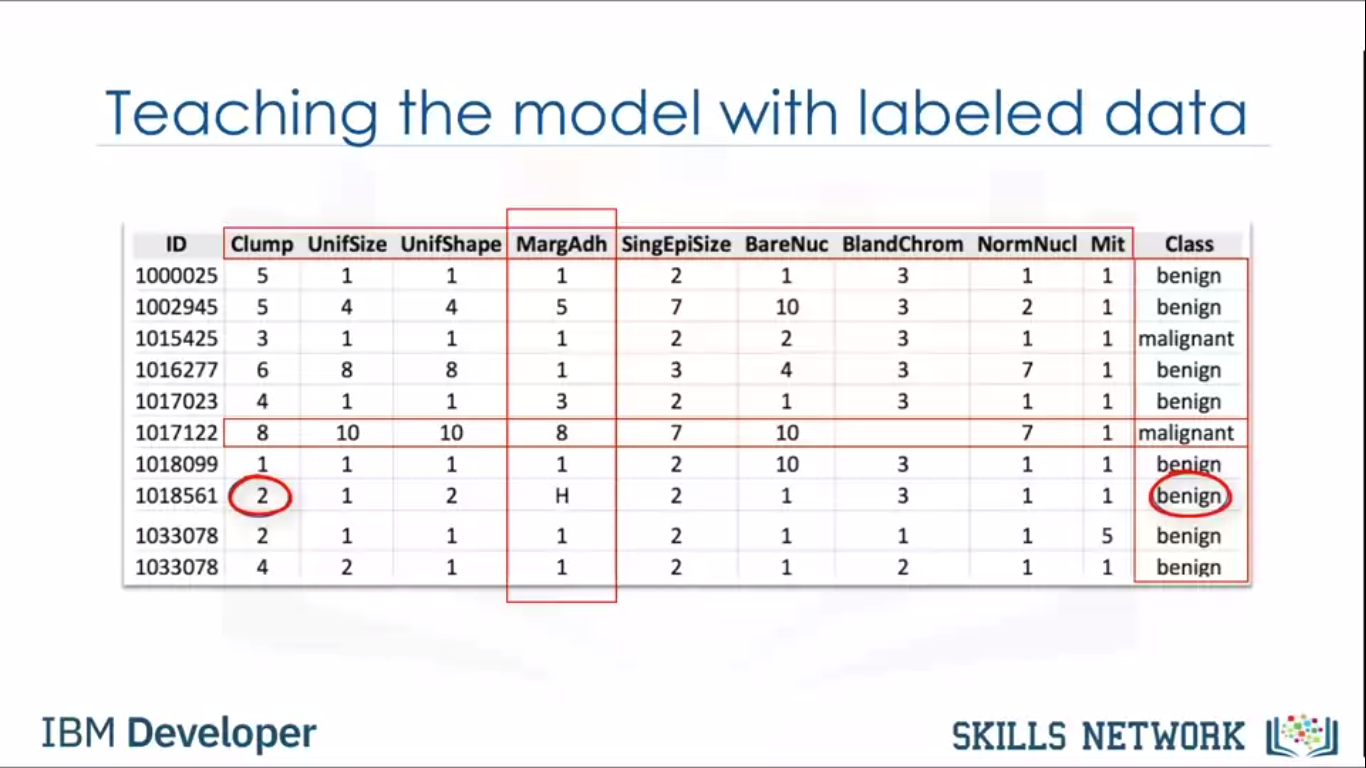 Teaching the model with labeled data
ID Clump UnifSize UnifShape MargAdh SingEpiSize BareNuc BlandChrom NormNucl Mit Class
1000025 5 1 1 1 2 1 3 1 1 benign
1002945 5 4 4 5 7 10 3 2 1 benign
1015425 3 1 1 1 2 2 3 1 1 malignant
1016277 6 8 8 1 3 4 3 7 1 benign
1017023 4 1 1 3 2 1 3 1 1 benign
1017122 8 10 10 8 7 10 7 1 malignant
1018099 1 1 1 1 2 10 3 1 1 benign
1018561 2 1 2 H 2 1 3 1 1 benign
1033078 2 1 1 1 2 1 1 1 5 benign
1033078 4 2 1 1 2 1 2 1 1 benign
IBM Developer
SKILLS NETWORK